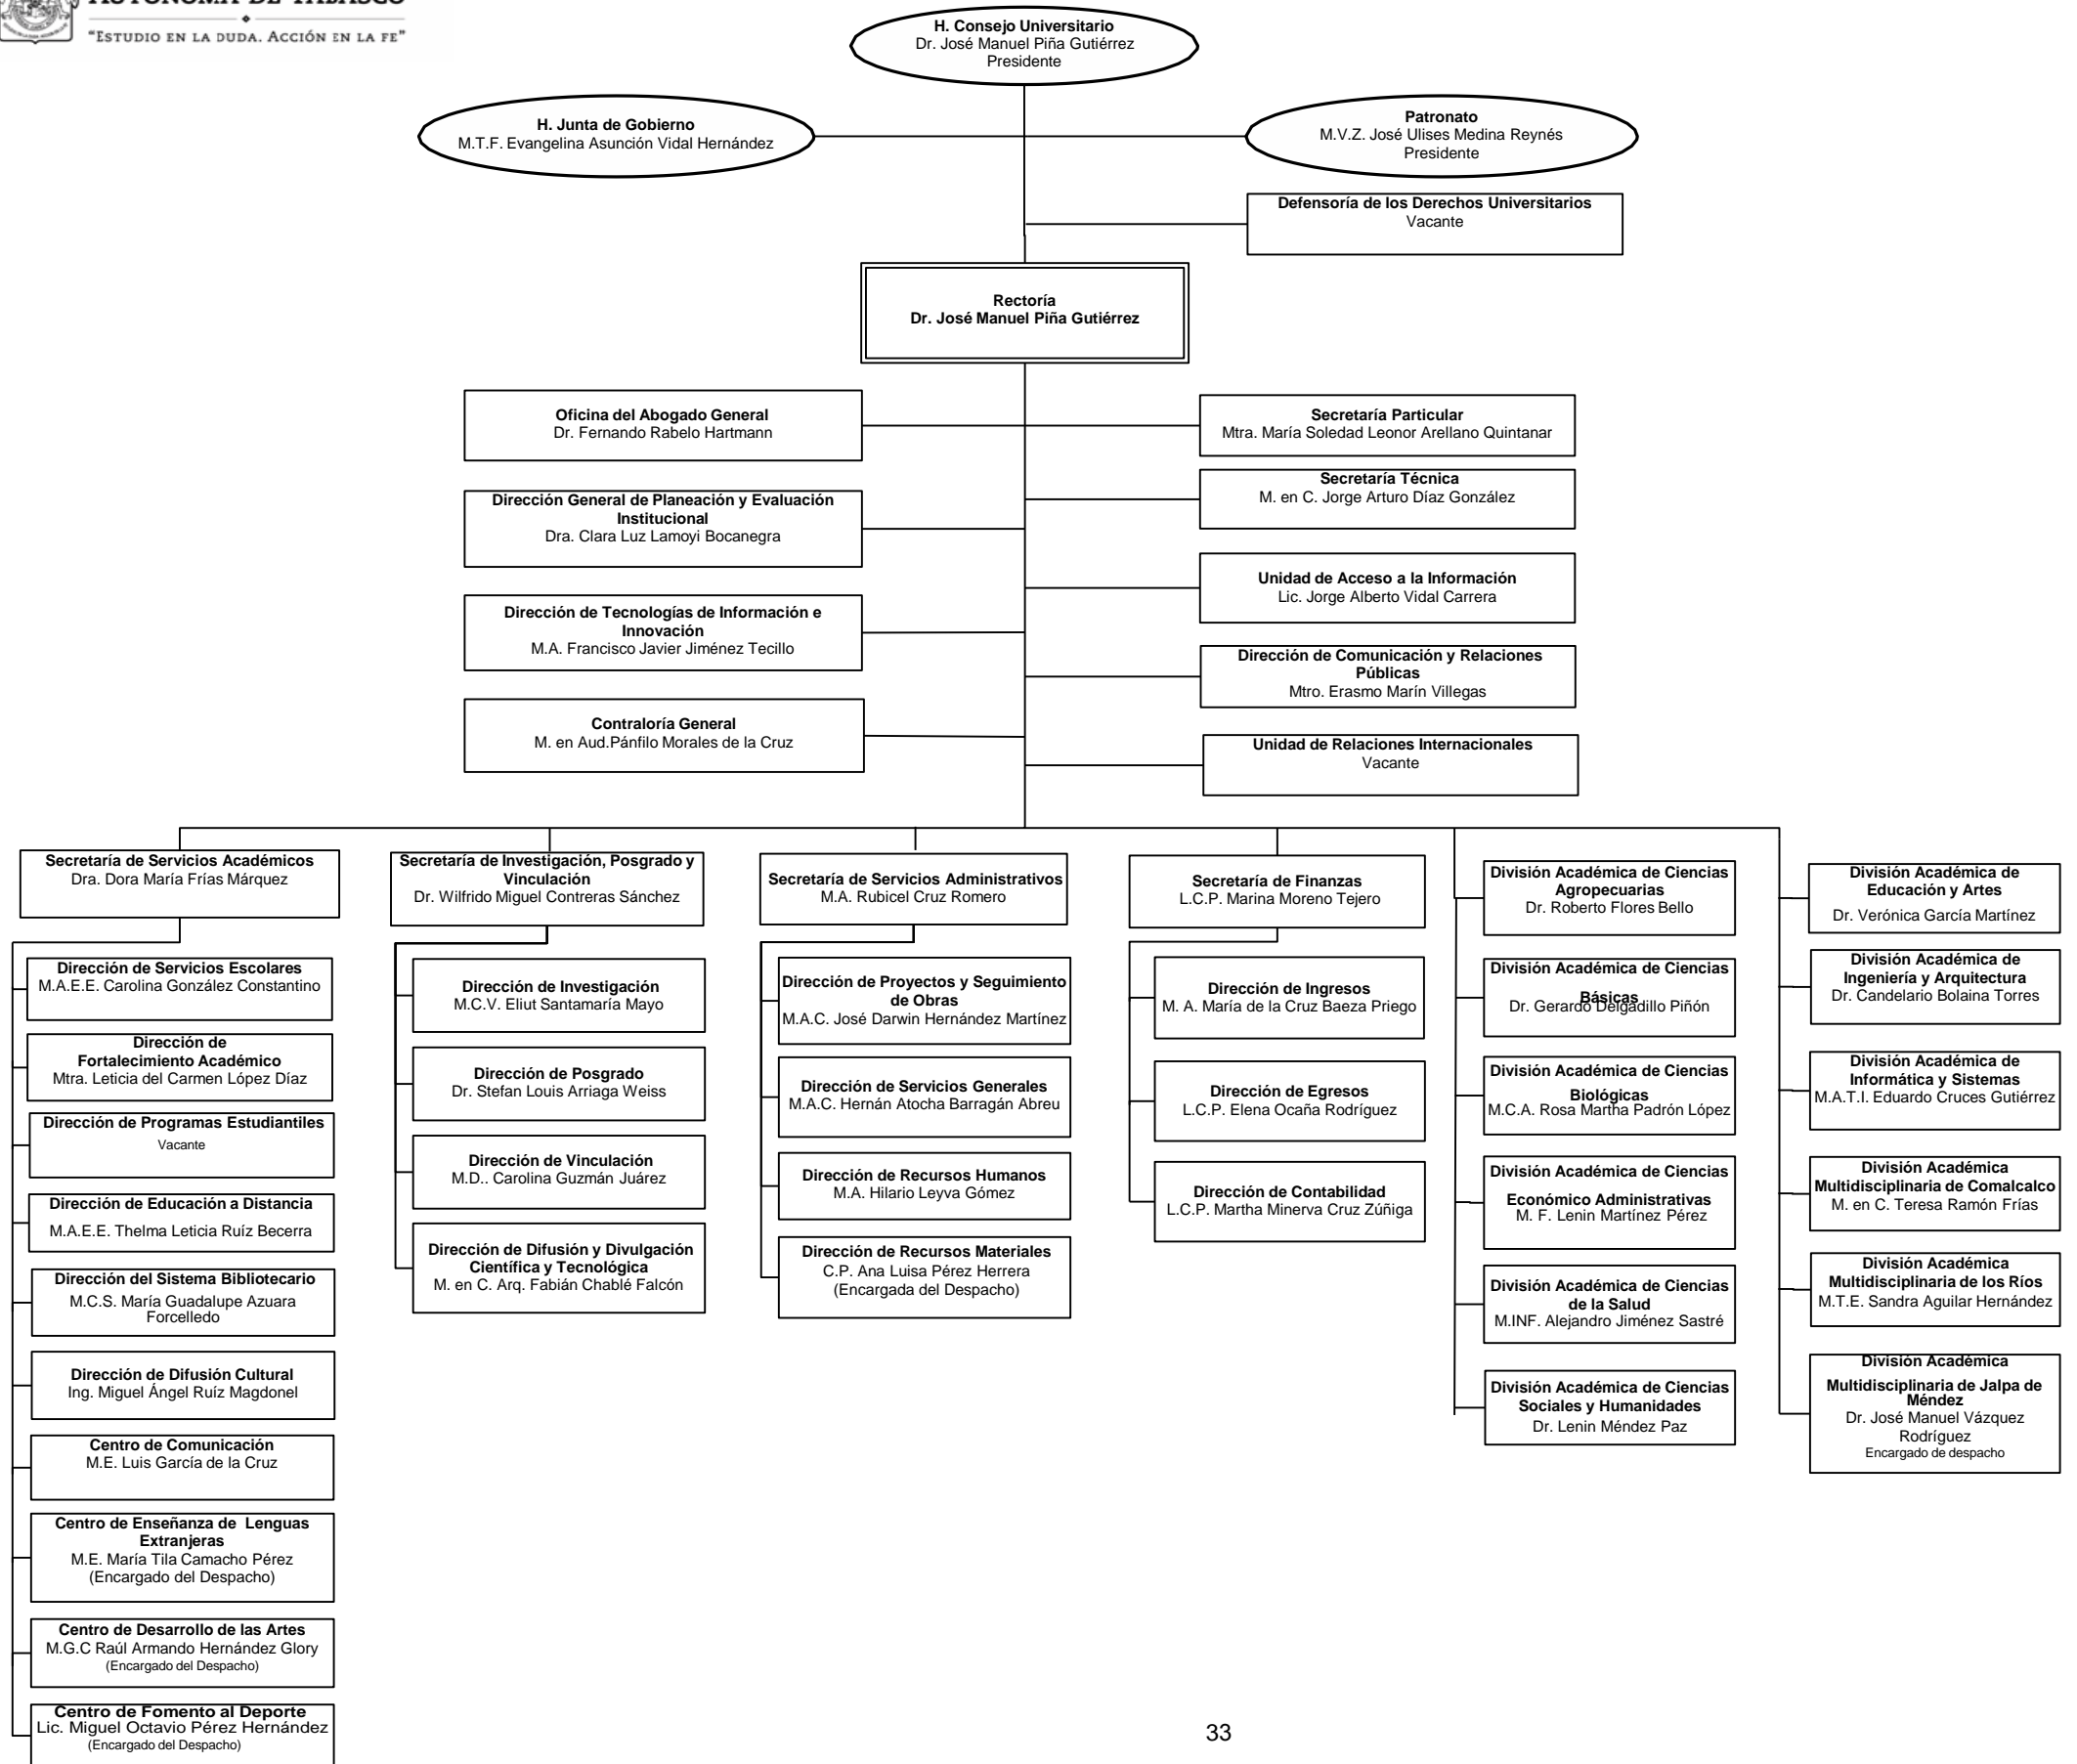 AUTÓNOMA DE TABASCO
"ESTUDIO EN LA DUDA. ACCIÓN EN LA FE"
H. Consejo Universitario
Dr. José Manuel Piña Gutiérrez
Presidente
H. Junta de Gobierno
M.T.F. Evangelina Asunción Vidal Hernández
Patronato
M.V.Z. José Ulises Medina Reynés
Presidente
Defensoría de los Derechos Universitarios
Vacante
Rectoría
Dr. José Manuel Piña Gutiérrez
Oficina del Abogado General
Dr. Fernando Rabelo Hartmann
Secretaría Particular
Mtra. María Soledad Leonor Arellano Quintanar
Dirección General de Planeación y Evaluación
Institucional
Dra. Clara Luz Lamoyi Bocanegra
Secretaría Técnica
M. en C. Jorge Arturo Díaz González
Unidad de Acceso a la Información
Lic. Jorge Alberto Vidal Carrera
Dirección de Tecnologías de Información e
Innovación
M.A. Francisco Javier Jiménez Tecillo
Dirección de Comunicación y Relaciones
Públicas
Mtro. Erasmo Marín Villegas
Contraloría General
M. en Aud.Pánfilo Morales de la Cruz
Unidad de Relaciones Internacionales
Vacante
Secretaría de Servicios Académicos
Dra. Dora María Frías Márquez
Dirección de Servicios Escolares
M.A.E.E. Carolina González Constantino
Dirección de
Fortalecimiento Académico
Mtra. Leticia del Carmen López Díaz
Dirección de Programas Estudiantiles
Vacante
Dirección de Educación a Distancia
M.A.E.E. Thelma Leticia Ruíz Becerra
Dirección del Sistema Bibliotecario
M.C.S. María Guadalupe Azuara
Forcelledo
Dirección de Difusión Cultural
Ing. Miguel Ángel Ruíz Magdonel
Centro de Comunicación
M.E. Luis García de la Cruz
Centro de Enseñanza de Lenguas
Extranjeras
M.E. María Tila Camacho Pérez
(Encargado del Despacho)
Centro de Desarrollo de las Artes
M.G.C Raúl Armando Hernández Glory
(Encargado del Despacho)
Centro de Fomento al Deporte
Lic. Miguel Octavio Pérez Hernández
(Encargado del Despacho)
Secretaría de Investigación, Posgrado y
Vinculación
Dr. Wilfrido Miguel Contreras Sánchez
Dirección de Investigación
M.C.V. Eliut Santamaría Mayo
Dirección de Posgrado
Dr. Stefan Louis Arriaga Weiss
Dirección de Vinculación
M.D.. Carolina Guzmán Juárez
Dirección de Difusión y Divulgación
Científica y Tecnológica
M. en C. Arq. Fabián Chablé Falcón
Secretaría de Servicios Administrativos
M.A. Rubicel Cruz Romero
Dirección de Proyectos y Seguimiento
de Obras
M.A.C. José Darwin Hernández Martínez
Dirección de Servicios Generales
M.A.C. Hernán Atocha Barragán Abreu
Dirección de Recursos Humanos
M.A. Hilario Leyva Gómez
Dirección de Recursos Materiales
C.P. Ana Luisa Pérez Herrera
(Encargada del Despacho)
Secretaría de Finanzas
L.C.P. Marina Moreno Tejero
Dirección de Ingresos
M. A. María de la Cruz Baeza Priego
Dirección de Egresos
L.C.P. Elena Ocaña Rodríguez
Dirección de Contabilidad
L.C.P. Martha Minerva Cruz Zúñiga
División Académica de Ciencias
Agropecuarias
Dr. Roberto Flores Bello
División Académica de Ciencias
Básicas
Dr. Gerardo Delgadillo Piñón
División Académica de Ciencias
Biológicas
M.C.A. Rosa Martha Padrón López
División Académica de Ciencias
Económico Administrativas
M. F. Lenin Martínez Pérez
División Académica de Ciencias
de la Salud
M.INF. Alejandro Jiménez Sastré
División Académica de Ciencias
Sociales y Humanidades
Dr. Lenin Méndez Paz
División Académica de
Educación y Artes
Dr. Verónica García Martínez
División Académica de
Ingeniería y Arquitectura
Dr. Candelario Bolaina Torres
División Académica de
Informática y Sistemas
M.A.T.I. Eduardo Cruces Gutiérrez
División Académica
Multidisciplinaria de Comalcalco
M. en C. Teresa Ramón Frías
División Académica
Multidisciplinaria de los Ríos
M.T.E. Sandra Aguilar Hernández
División Académica
Multidisciplinaria de Jalpa de
Méndez
Dr. José Manuel Vázquez
Rodríguez
Encargado de despacho
33